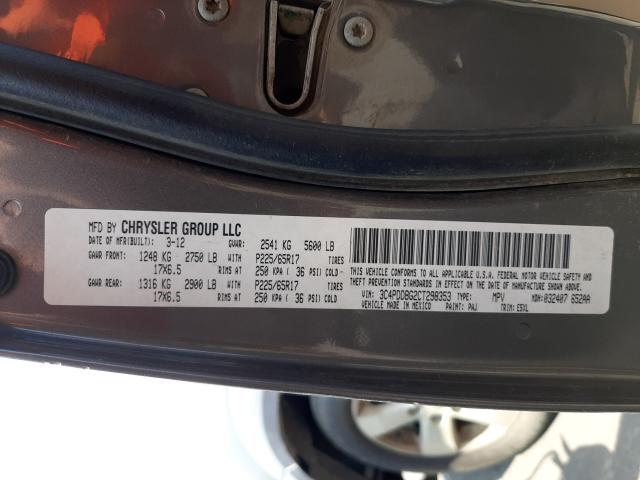 MFD BY CHRYSLER GROUP LLC
DATE OF MFR(BUILT): 3-12 GVWR: 2541 KG 5600 LB
GAWR FRONT: 1248 KG 2750 LB WITH P225/65R17 TIRES
17X6.5 RIMS AT 250 KPA ( 36 PSI) COLD
GAWR REAR: 1316 KG 2900 LB WITH P225/65R17 TIRES
17X6.5 RIMS AT 250 KPA ( 36 PSI) COLD
THIS VEHICLE CONFORMS TO ALL APPLICABLE U.S.A. FEDERAL MOTOR VEHICLE SAFETY AND
THEFT PREVENTION STANDARDS IN EFFECT ON THE DATE OF MANUFACTURE SHOWN ABOVE.
VIN: 3C4PDDBG2CT298353 TYPE: MPV MDH: 032407 652AA
VEHICLE MADE IN MEXICO PAINT: PAJ TRIM: E5XL